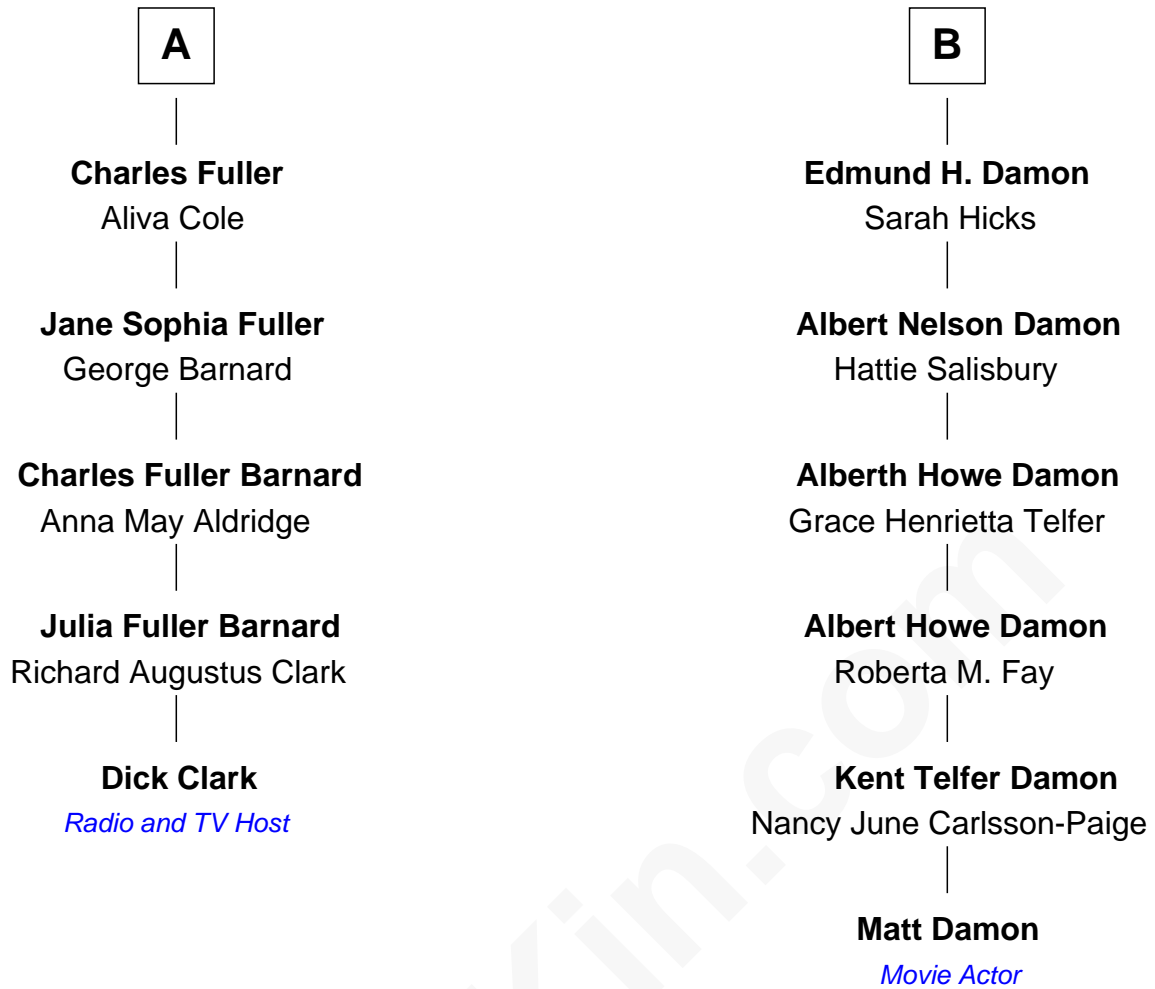 A
Charles Fuller
Aliva Cole
Jane Sophia Fuller
George Barnard
Charles Fuller Barnard
Anna May Aldridge
Julia Fuller Barnard
Richard Augustus Clark
Dick Clark
Radio and TV Host
B
Edmund H. Damon
Sarah Hicks
Albert Nelson Damon
Hattie Salisbury
Alberth Howe Damon
Grace Henrietta Telfer
Albert Howe Damon
Roberta M. Fay
Kent Telfer Damon
Nancy June Carlsson-Paige
Matt Damon
Movie Actor
Kin.com